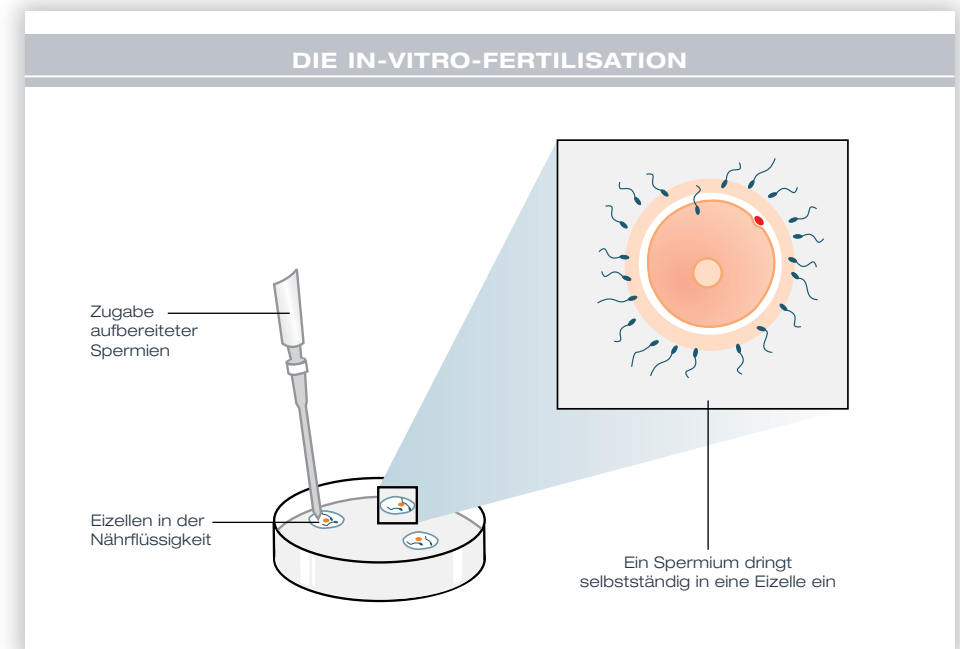 DIE IN-VITRO-FERTILISATION
Zugabe
aufbereiteter
Spermien
Eizellen in der
Nährflüssigkeit
Ein Spermium dringt
selbstständig in eine Eizelle ein